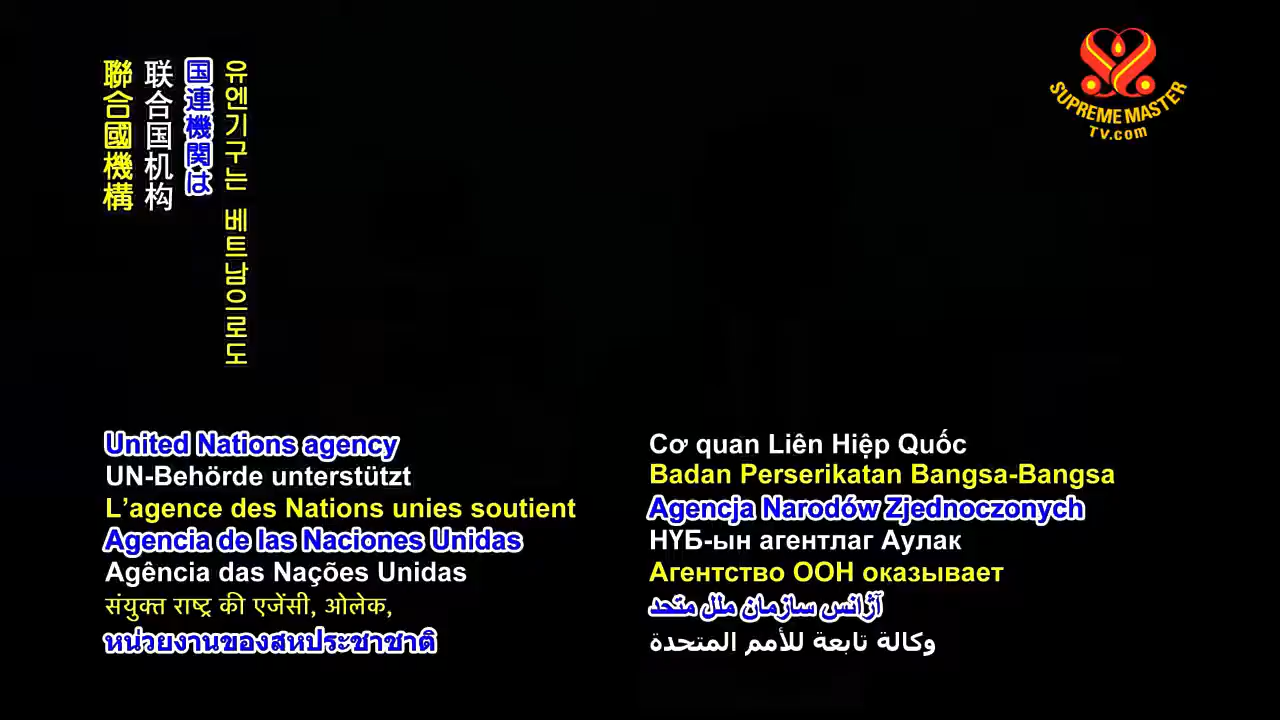 聯合國機構
联合国机构
国連機関は
유엔기구는 베트남으로도
SUPREME MASTER
TV.com
United Nations agency
UN-Behörde unterstützt
L’agence des Nations unies soutient
Agencia de las Naciones Unidas
Agência das Nações Unidas
संयुक्त राष्ट्र की एजेंसी, ओलेक,
หน่วยงานของสหประชาชาติ
Cơ quan Liên Hiệp Quốc
Badan Perserikatan Bangsa-Bangsa
Agencja Narodów Zjednoczonych
НҮБ-ын агентлаг Аулак
Агентство ООН оказывает
آژانس سازمان ملل متحد
وكالة تابعة للأمم المتحدة